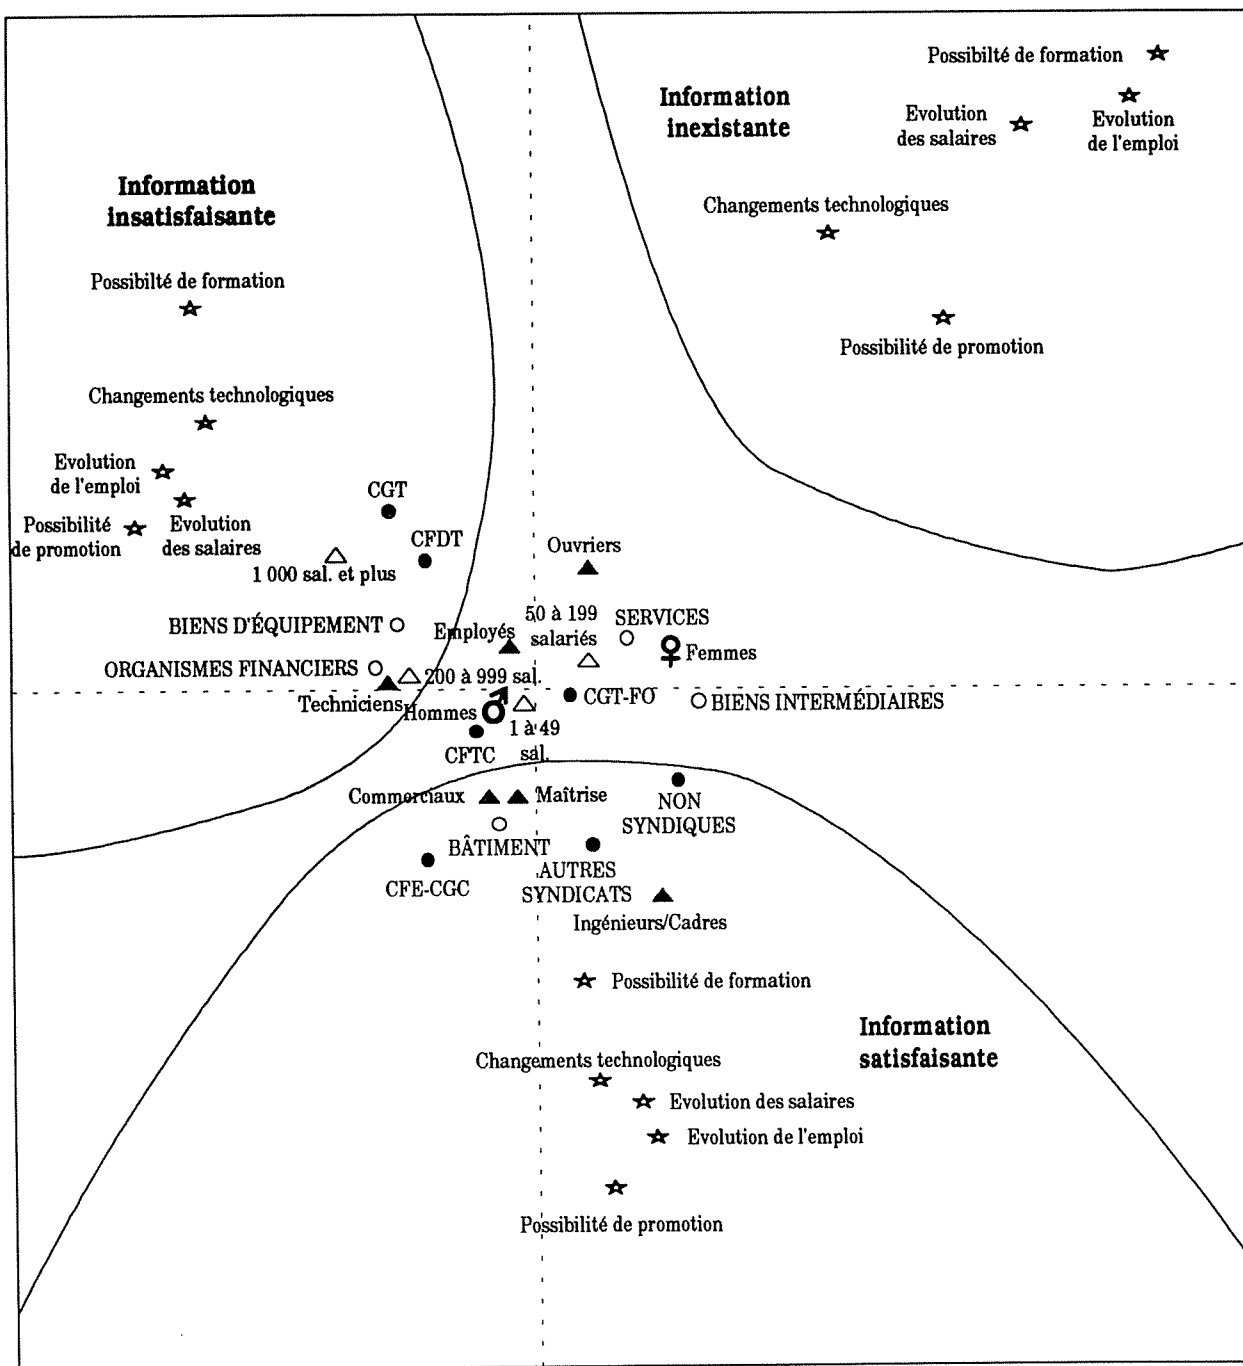 Possibilté de formation
Information
inexistante
Evolution
des salaires
Evolution
de l'emploi
Changements technologiques
Possibilité de promotion
Information
insatisfaisante
Possibilté de formation
Changements technologiques
Evolution
de l'emploi
Possibilité
de promotion
Evolution
des salaires
CGT
CFDT
1 000 sal. et plus
Ouvriers
BIENS D'ÉQUIPEMENT
Employés
50 à 199
salariés
SERVICES
Femmes
ORGANISMES FINANCIERS
200 à 999 sal.
Techniciens
Hommes
CGT-FO
BIENS INTERMÉDIAIRES
1 à 49
sal.
CFTC
Commerciaux
Maîtrise
NON
SYNDIQUES
BÂTIMENT
CFE-CGC
AUTRES
SYNDICATS
Ingénieurs/Cadres
Possibilité de formation
Information
satisfaisante
Changements technologiques
Evolution des salaires
Evolution de l'emploi
Possibilité de promotion